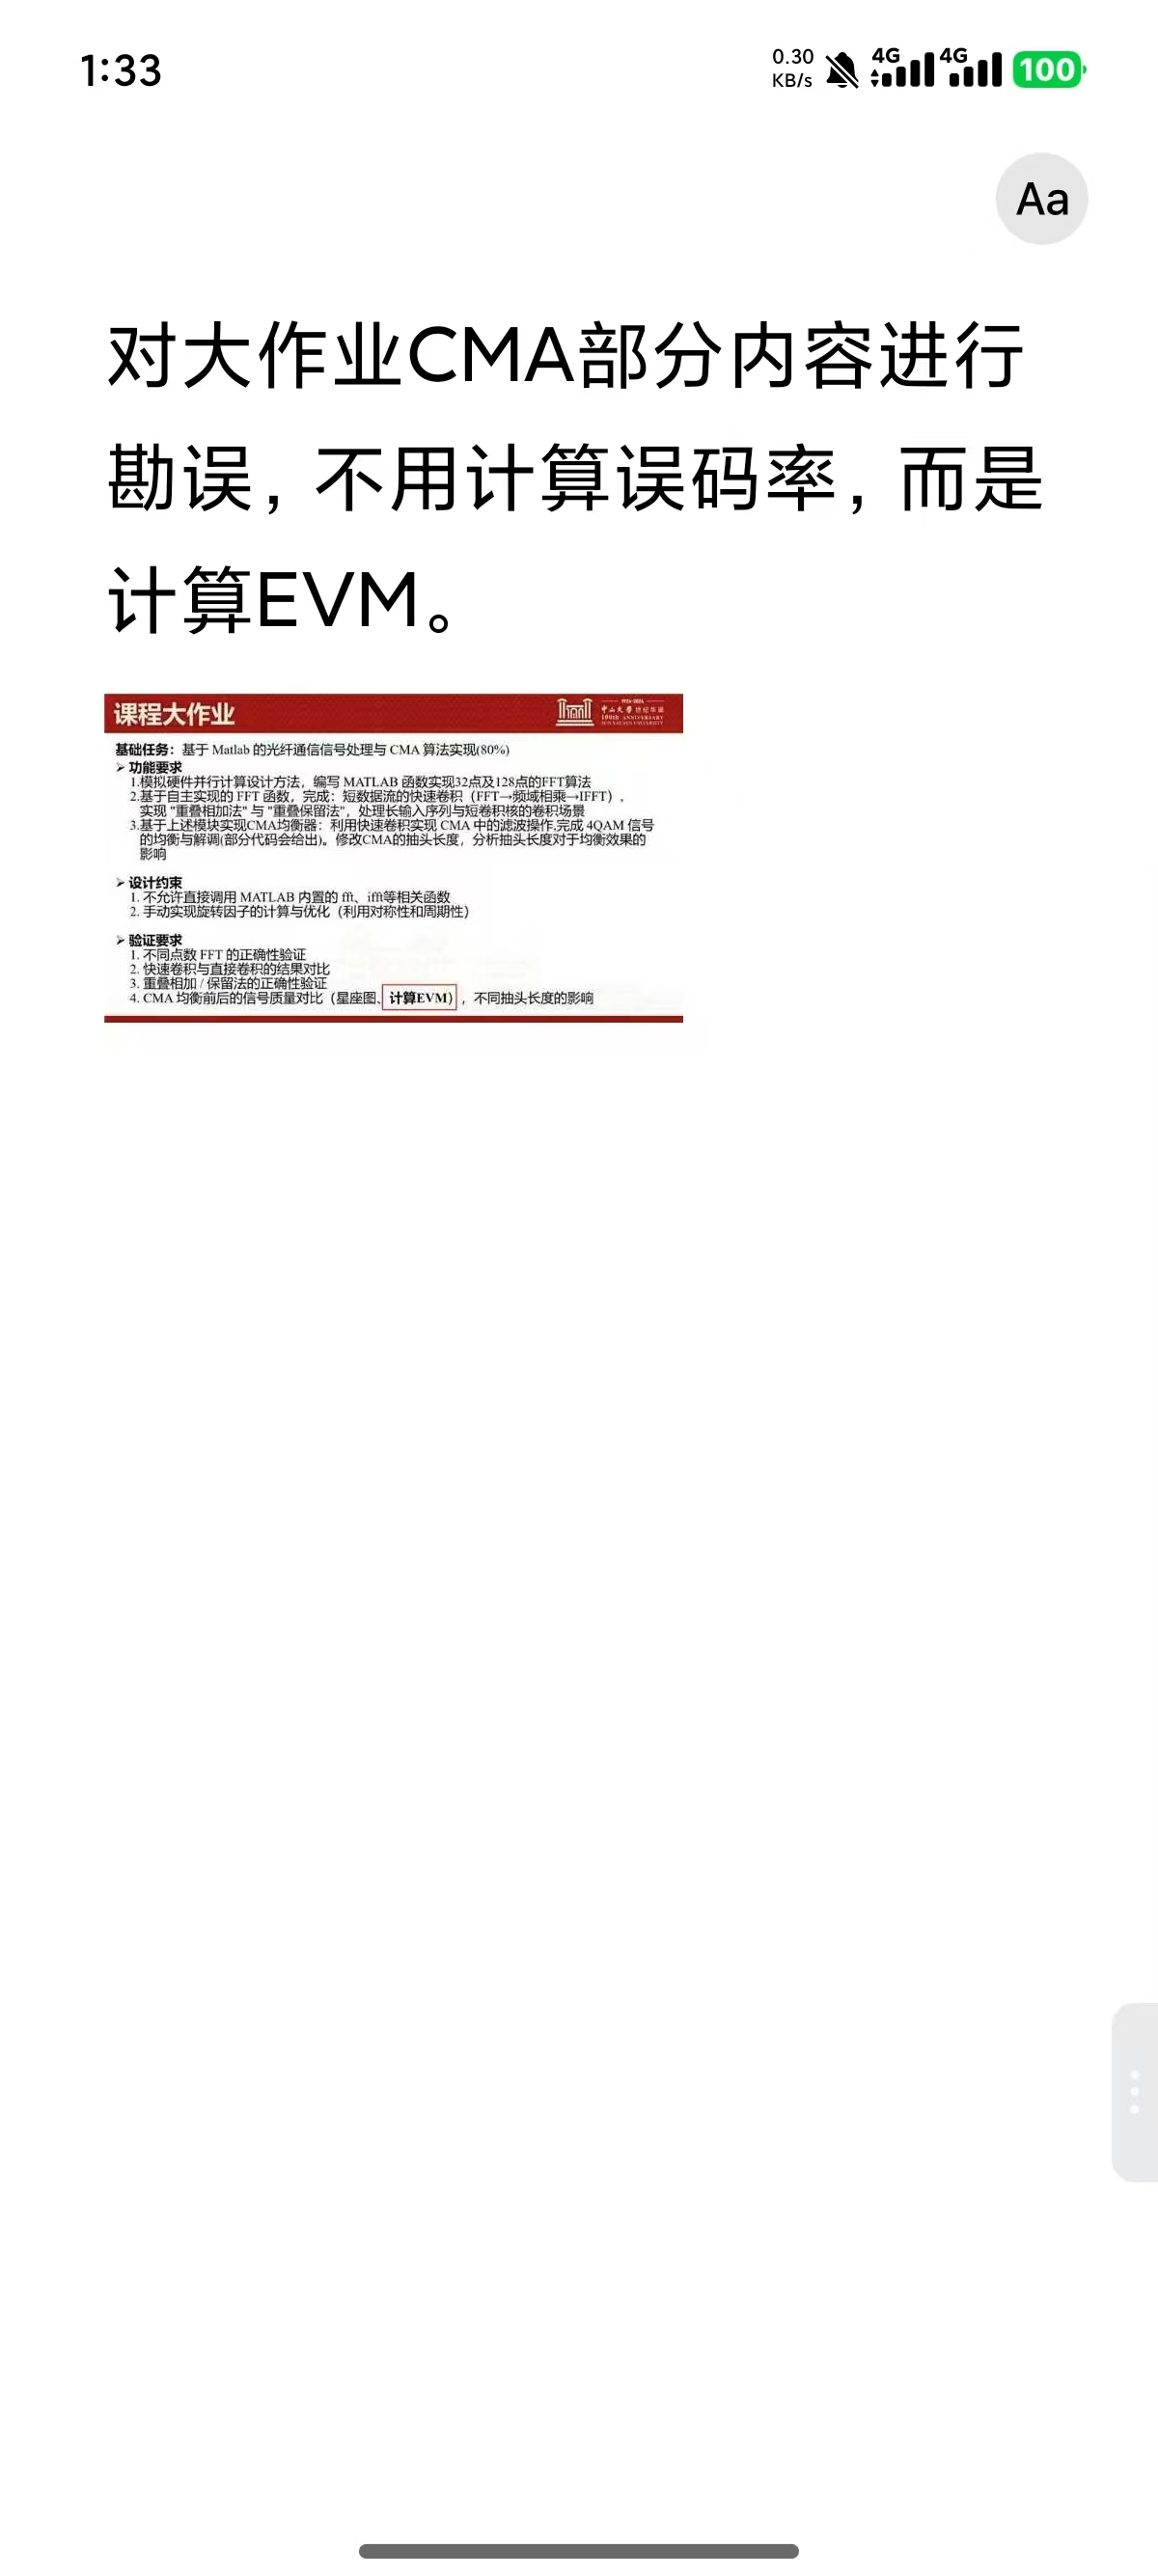 1:33
0.30
KB/s
4G
4G
100
Aa
对大作业CMA部分内容进行
勘误，不用计算误码率，而是
计算EVM。
课程大作业
中山大学 世纪华诞
100th ANNIVERSARY
基础任务：基于 Matlab 的光纤通信信号处理与 CMA 算法实现(80%)
➢ 功能要求
1.模拟硬件并行计算设计方法，编写 MATLAB 函数实现32点及128点的FFT算法
2.基于自主实现的 FFT 函数，完成：短数据流的快速卷积（FFT→频域相乘→IFFT）、
实现 "重叠相加法" 与 "重叠保留法"，处理长输入序列与短卷积核的卷积场景
3.基于上述模块实现CMA均衡器：利用快速卷积实现 CMA 中的滤波操作,完成 4QAM 信号
的均衡与解调(部分代码会给出)。修改CMA的抽头长度，分析抽头长度对于均衡效果的
影响
➢ 设计约束
1. 不允许直接调用 MATLAB 内置的 fft、ifft等相关函数
2. 手动实现旋转因子的计算与优化（利用对称性和周期性）
➢ 验证要求
1. 不同点数 FFT 的正确性验证
2. 快速卷积与直接卷积的结果对比
3. 重叠相加 / 保留法的正确性验证
4. CMA 均衡前后的信号质量对比（星座图、计算EVM），不同抽头长度的影响